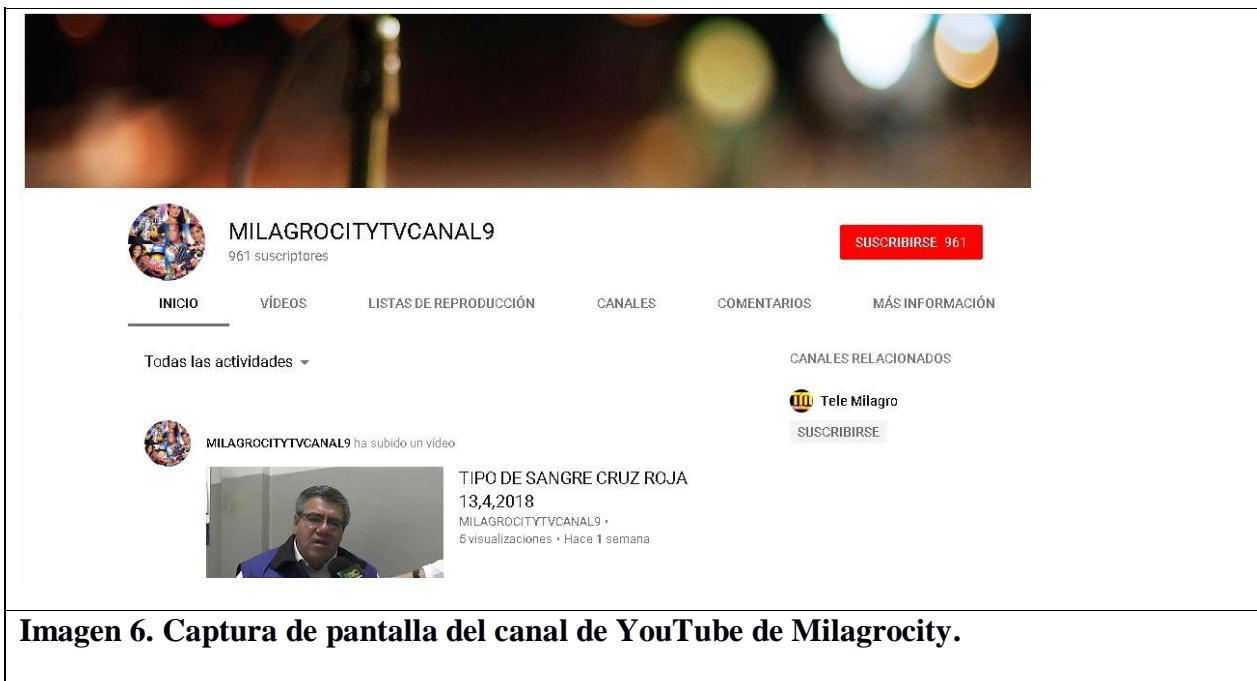 MILAGROCITYTVCANAL9
961 suscriptores
SUSCRIBIRSE 961
INICIO VÍDEOS LISTAS DE REPRODUCCIÓN CANALES COMENTARIOS MÁS INFORMACIÓN
Todas las actividades
CANALES RELACIONADOS
Tele Milagro
SUSCRIBIRSE
MILAGROCITYTVCANAL9 ha subido un vídeo
TIPO DE SANGRE CRUZ ROJA
13,4,2018
MILAGROCITYTVCANAL9 •
5 visualizaciones • Hace 1 semana
Imagen 6. Captura de pantalla del canal de YouTube de Milagrocity.